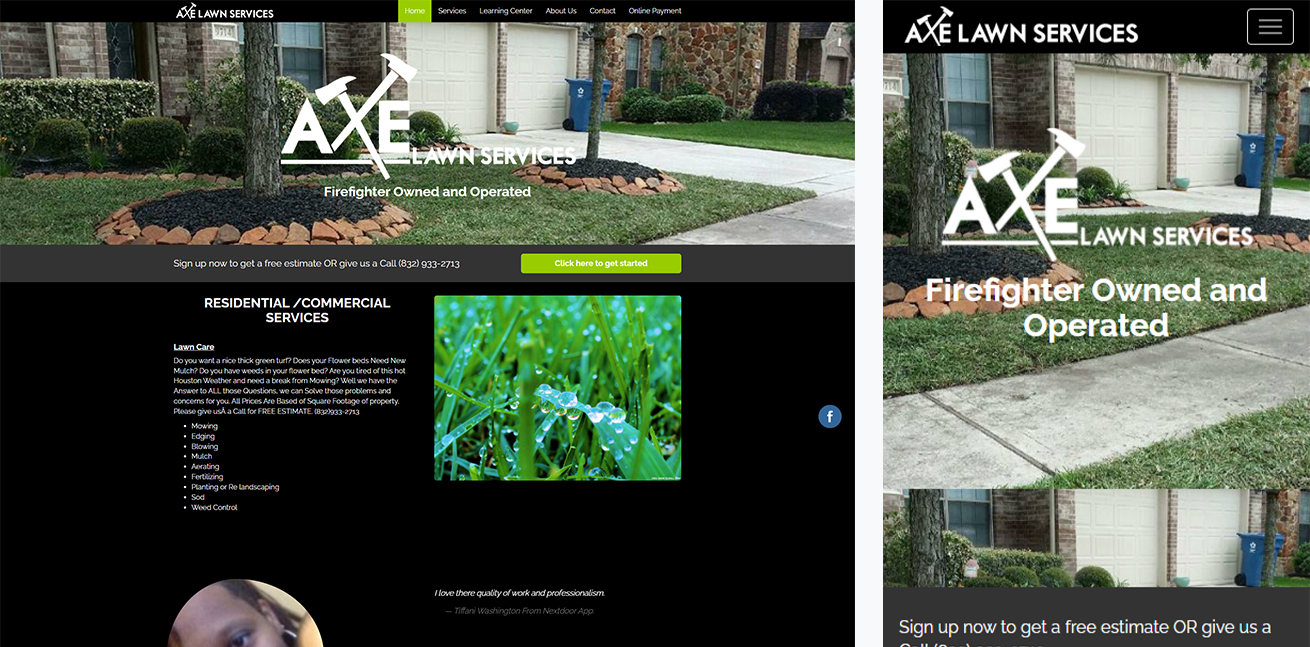 AXE LAWN SERVICES
Home Services Learning Center About Us Contact Online Payment
9714
AXE
LAWN SERVICES
Firefighter Owned and Operated
Sign up now to get a free estimate OR give us a Call (832) 933-2713
Click here to get started
RESIDENTIAL /COMMERCIAL
SERVICES
Lawn Care
Do you want a nice thick green turf? Does your Flower beds Need New
Mulch? Do you have weeds in your flower bed? Are you tired of this hot
Houston Weather and need a break from Mowing? Well we have the
Answer to ALL those Questions, we can Solve those problems and
concerns for you. All Prices Are Based of Square Footage of property.
Please give usÂ a Call for FREE ESTIMATE. (832)933-2713
Mowing
Edging
Blowing
Mulch
Aerating
Fertilizing
Planting or Re landscaping
Sod
Weed Control
f
I love there quality of work and professionalism.
— Tiffani Washington From Nextdoor App.
AXE LAWN SERVICES
AXE
LAWN SERVICES
Firefighter Owned and
Operated
Sign up now to get a free estimate OR give us a